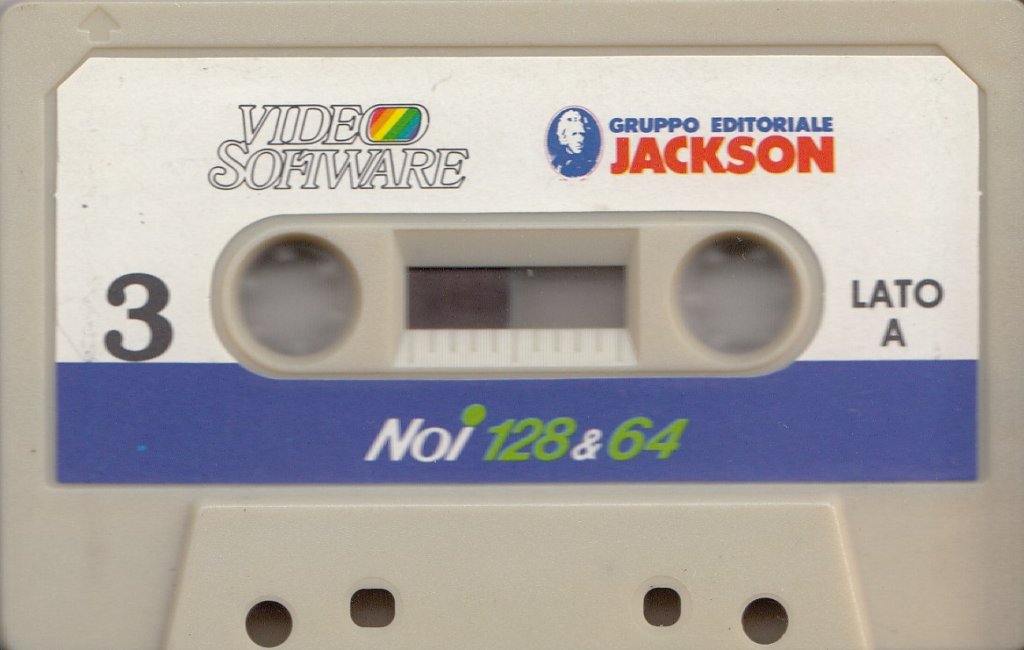 VIDEO
SOFTWARE
GRUPPO EDITORIALE
JACKSON
3
LATO
A
Noi 128 & 64